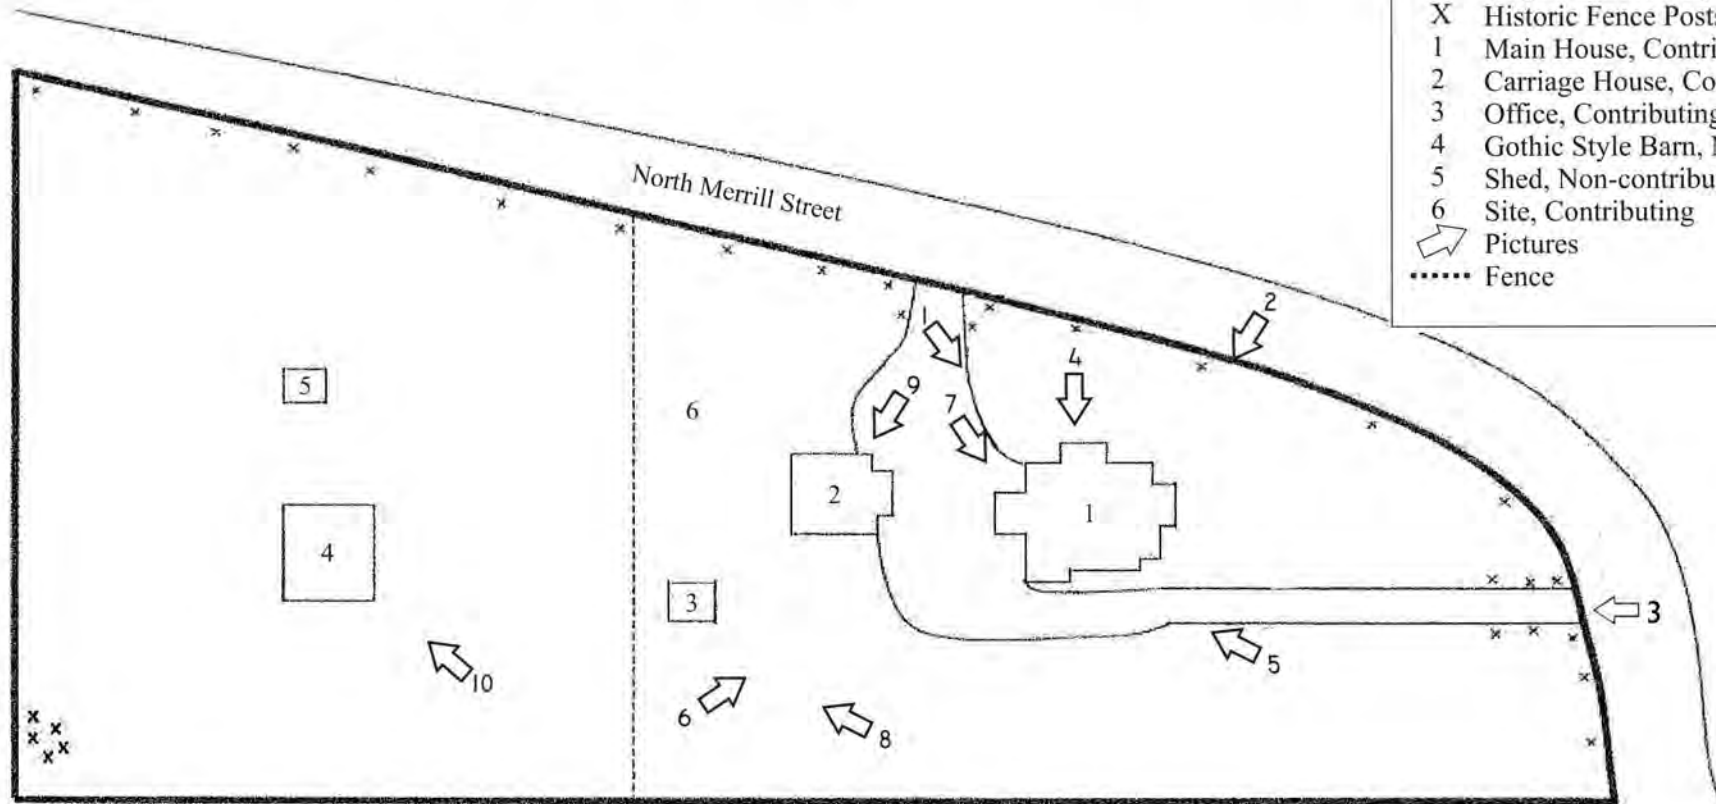 X Historic Fence Posts
1 Main House, Contri
2 Carriage House, Co
3 Office, Contributing
4 Gothic Style Barn,
5 Shed, Non-contribu
6 Site, Contributing
Pictures
Fence
North Merrill Street
1
2
4
9
7
5
6
2
1
4
3
3
5
10
6
8